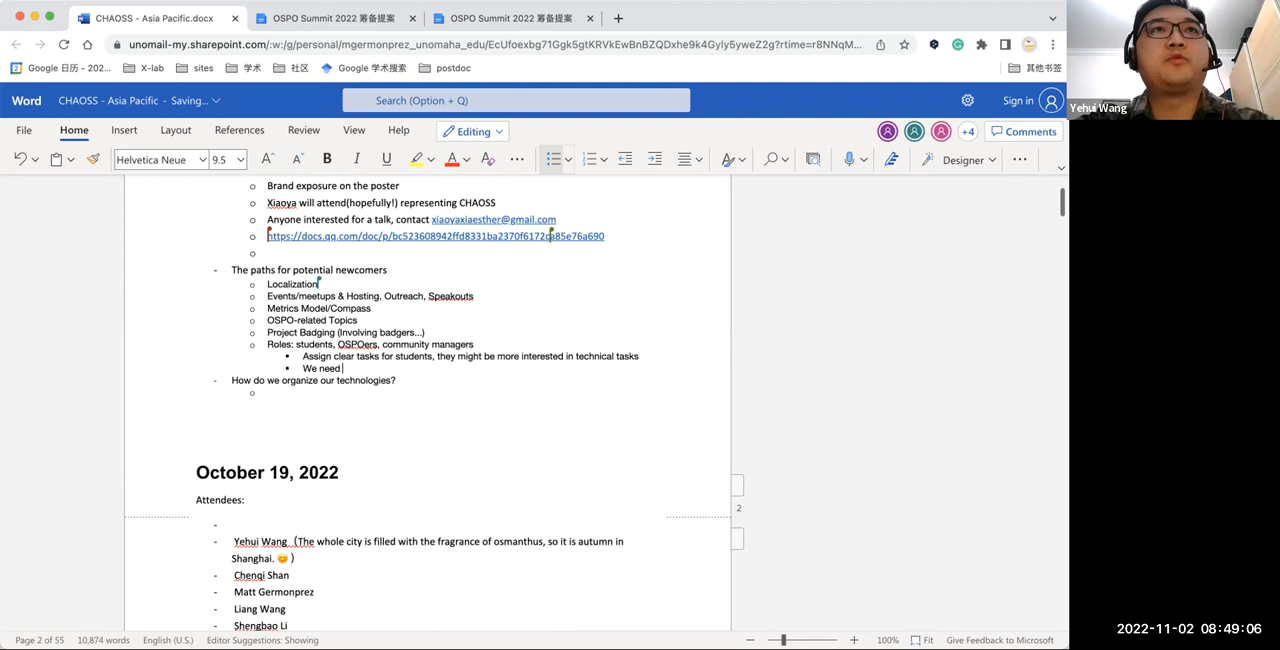 CHAOSS - Asia Pacific.docx
OSPO Summit 2022 筹备提案
OSPO Summit 2022 筹备提案
unomail-my.sharepoint.com/:w:/g/personal/mgermonprez_unomaha_edu/EcUfoexbg71Ggk5gtKRVkEwBnBZQDxhe9k4Gyly5yweZ2g?rtime=r8NNqM...
Google 日历 - 202...
X-lab
sites
学术
社区
Google 学术搜索
postdoc
其他书签
Word
CHAOSS - Asia Pacific - Saving...
Search (Option + Q)
Sign in
File
Home
Insert
Layout
References
Review
View
Help
Editing
+4
Comments
Helvetica Neue
9.5
B
I
U
Designer
Brand exposure on the poster
Xiaoya will attend(hopefully!) representing CHAOSS
Anyone interested for a talk, contact xiaoyaxiaesther@gmail.com
https://docs.qq.com/doc/p/bc523608942ffd8331ba2370f6172ca85e76a690
- The paths for potential newcomers
Localization
Events/meetups & Hosting, Outreach, Speakouts
Metrics Model/Compass
OSPO-related Topics
Project Badging (Involving badgers...)
Roles: students, OSPOers, community managers
Assign clear tasks for students, they might be more interested in technical tasks
We need
- How do we organize our technologies?
October 19, 2022
Attendees:
-
- Yehui Wang（The whole city is filled with the fragrance of osmanthus, so it is autumn in
Shanghai. 😊 )
- Chenqi Shan
- Matt Germonprez
- Liang Wang
- Shengbao Li
2
Page 2 of 55
10,874 words
English (U.S.)
Editor Suggestions: Showing
100%
Fit
Give Feedback to Microsoft
Yehui Wang
2022-11-02 08:49:06